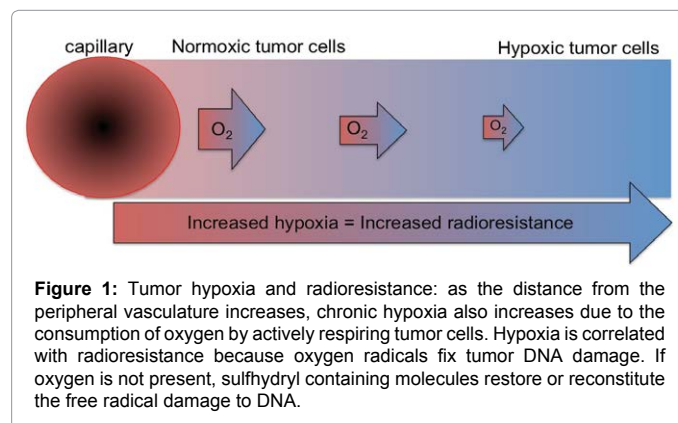 capillary Normoxic tumor cells Hypoxic tumor cells
O2 O2 O2
Increased hypoxia = Increased radioresistance
Figure 1: Tumor hypoxia and radioresistance: as the distance from the
peripheral vasculature increases, chronic hypoxia also increases due to the
consumption of oxygen by actively respiring tumor cells. Hypoxia is correlated
with radioresistance because oxygen radicals fix tumor DNA damage. If
oxygen is not present, sulfhydryl containing molecules restore or reconstitute
the free radical damage to DNA.